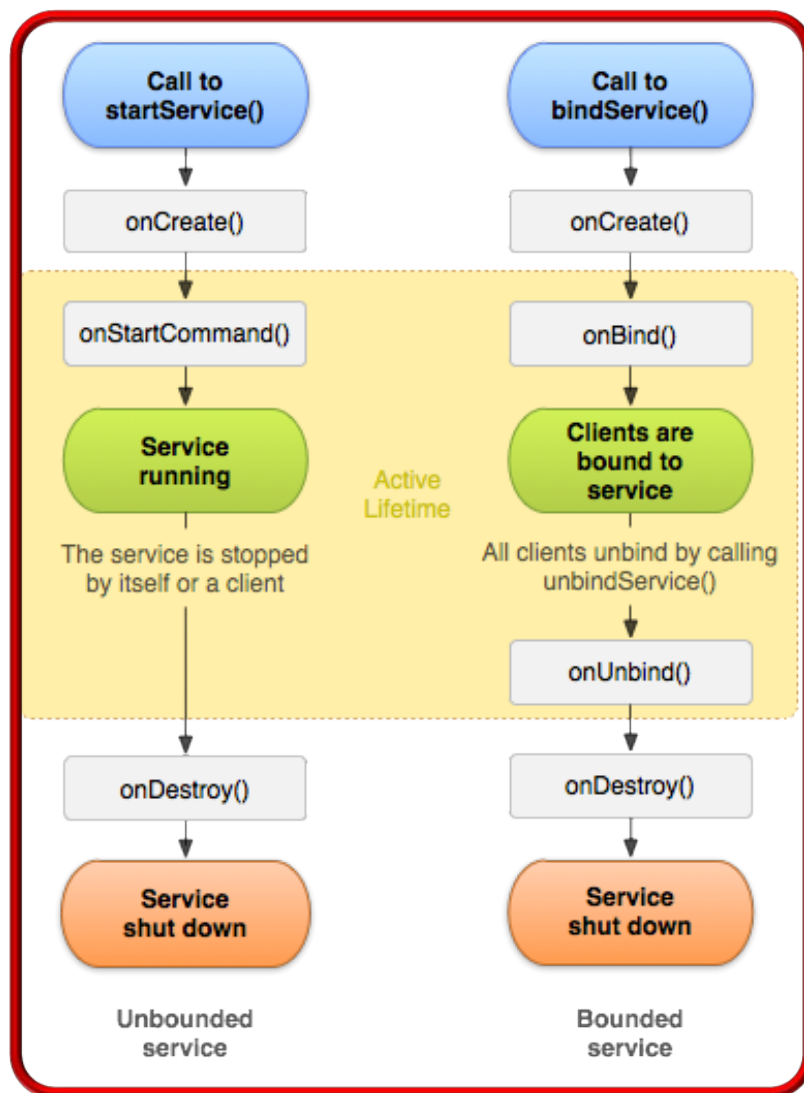 Call to
startService()
onCreate()
onStartCommand()
Service
running
The service is stopped
by itself or a client
onDestroy()
Service
shut down
Unbounded
service
Active
Lifetime
Call to
bindService()
onCreate()
onBind()
Clients are
bound to
service
All clients unbind by calling
unbindService()
onUnbind()
onDestroy()
Service
shut down
Bounded
service